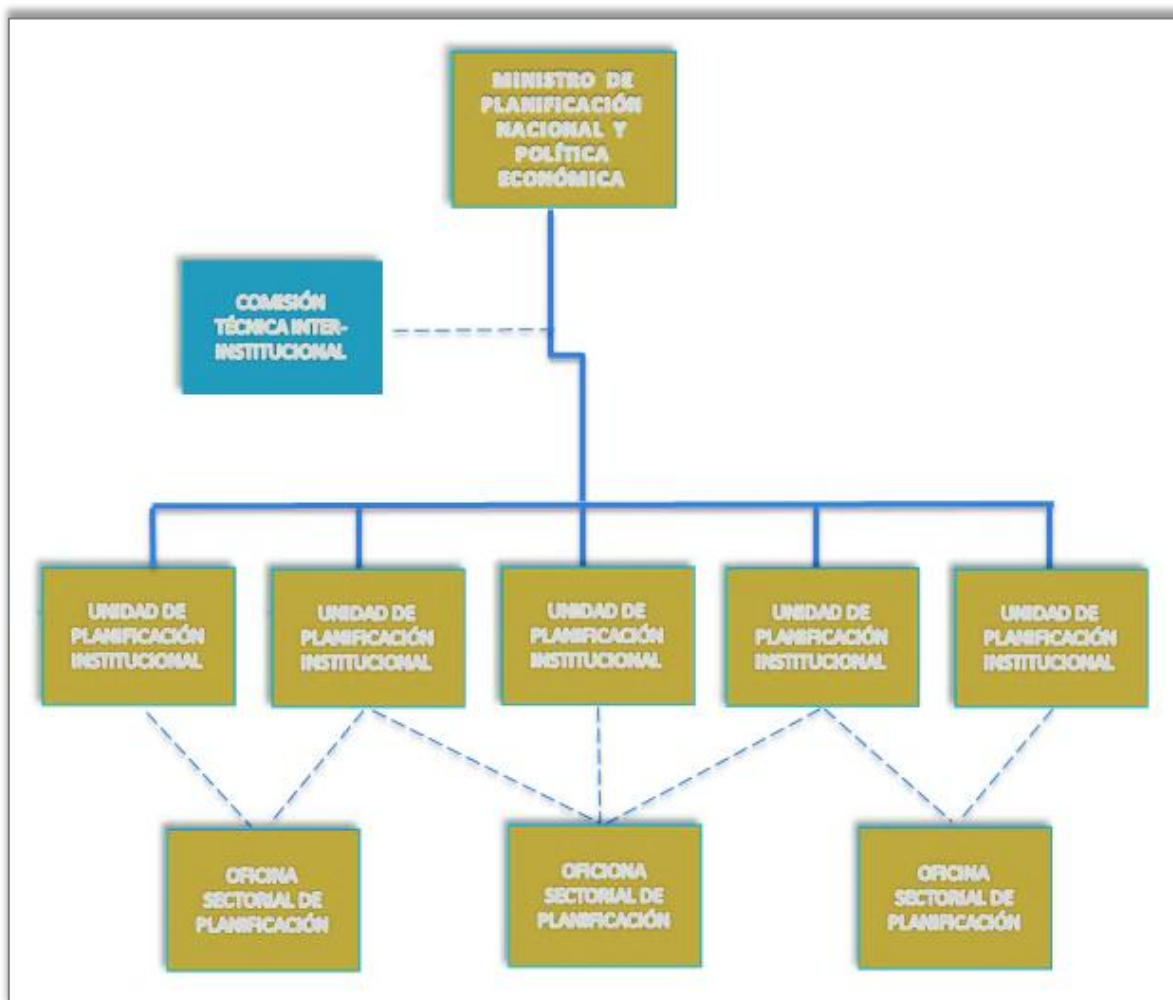 MINISTRO DE
PLANIFICACIÓN
NACIONAL Y
POLÍTICA
ECONÓMICA
COMISIÓN
TÉCNICA INTER-
INSTITUCIONAL
UNIDAD DE
PLANIFICACIÓN
INSTITUCIONAL
UNIDAD DE
PLANIFICACIÓN
INSTITUCIONAL
UNIDAD DE
PLANIFICACIÓN
INSTITUCIONAL
UNIDAD DE
PLANIFICACIÓN
INSTITUCIONAL
UNIDAD DE
PLANIFICACIÓN
INSTITUCIONAL
OFICINA
SECTORIAL DE
PLANIFICACIÓN
OFICIONA
SECTORIAL DE
PLANIFICACIÓN
OFICINA
SECTORIAL DE
PLANIFICACIÓN